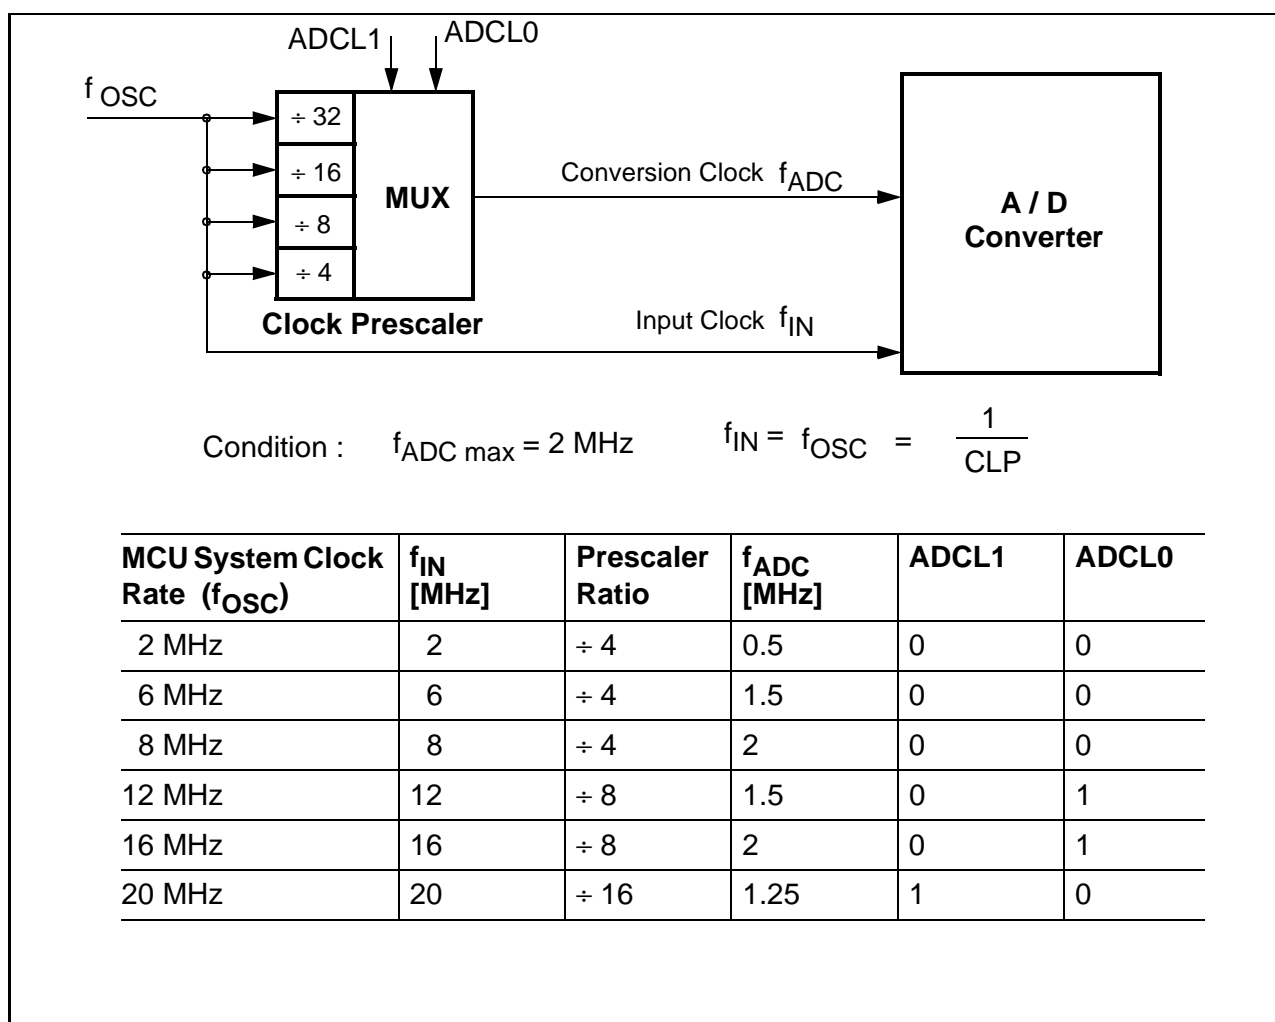 ADCL1 ADCL0
f OSC
÷ 32
÷ 16
÷ 8
÷ 4
MUX
Conversion Clock fADC
A / D
Converter
Clock Prescaler
Input Clock fIN
Condition : fADC max = 2 MHz fIN = fOSC = 1
CLP
MCU System Clock Rate (fOSC) fIN [MHz] Prescaler Ratio fADC [MHz] ADCL1 ADCL0
2 MHz 2 ÷ 4 0.5 0 0
6 MHz 6 ÷ 4 1.5 0 0
8 MHz 8 ÷ 4 2 0 0
12 MHz 12 ÷ 8 1.5 0 1
16 MHz 16 ÷ 8 2 0 1
20 MHz 20 ÷ 16 1.25 1 0